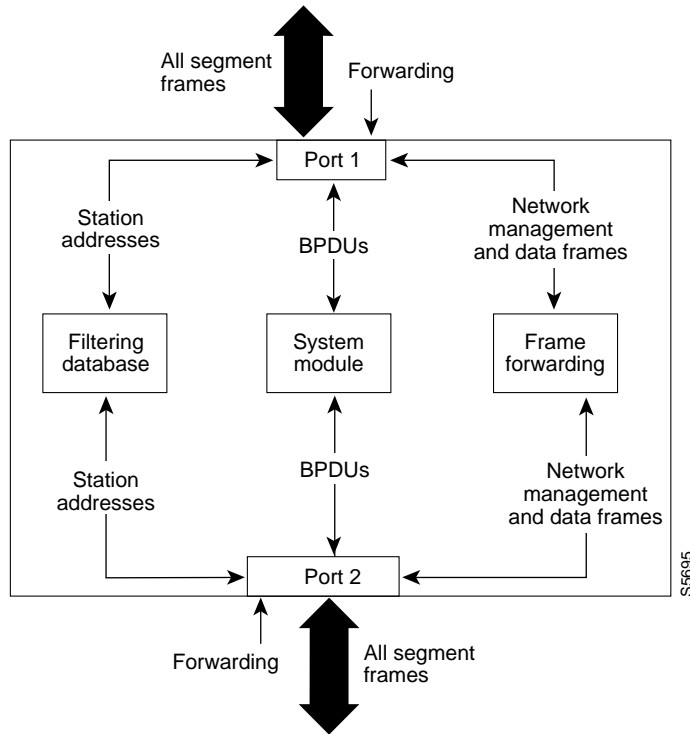 All segment
frames
Forwarding
Port 1
Station
addresses
BPDUs
Network
management
and data frames
Filtering
database
System
module
Frame
forwarding
Station
addresses
BPDUs
Network
management
and data frames
Port 2
S5695
Forwarding
All segment
frames